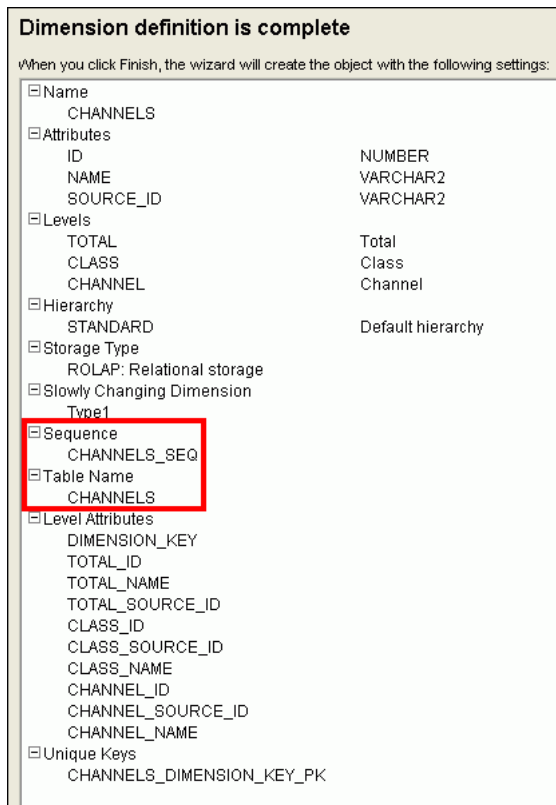 Dimension definition is complete
When you click Finish, the wizard will create the object with the following settings:
Name
CHANNELS
Attributes
ID NUMBER
NAME VARCHAR2
SOURCE_ID VARCHAR2
Levels
TOTAL Total
CLASS Class
CHANNEL Channel
Hierarchy
STANDARD Default hierarchy
Storage Type
ROLAP: Relational storage
Slowly Changing Dimension
Type1
Sequence
CHANNELS_SEQ
Table Name
CHANNELS
Level Attributes
DIMENSION_KEY
TOTAL_ID
TOTAL_NAME
TOTAL_SOURCE_ID
CLASS_ID
CLASS_SOURCE_ID
CLASS_NAME
CHANNEL_ID
CHANNEL_SOURCE_ID
CHANNEL_NAME
Unique Keys
CHANNELS_DIMENSION_KEY_PK